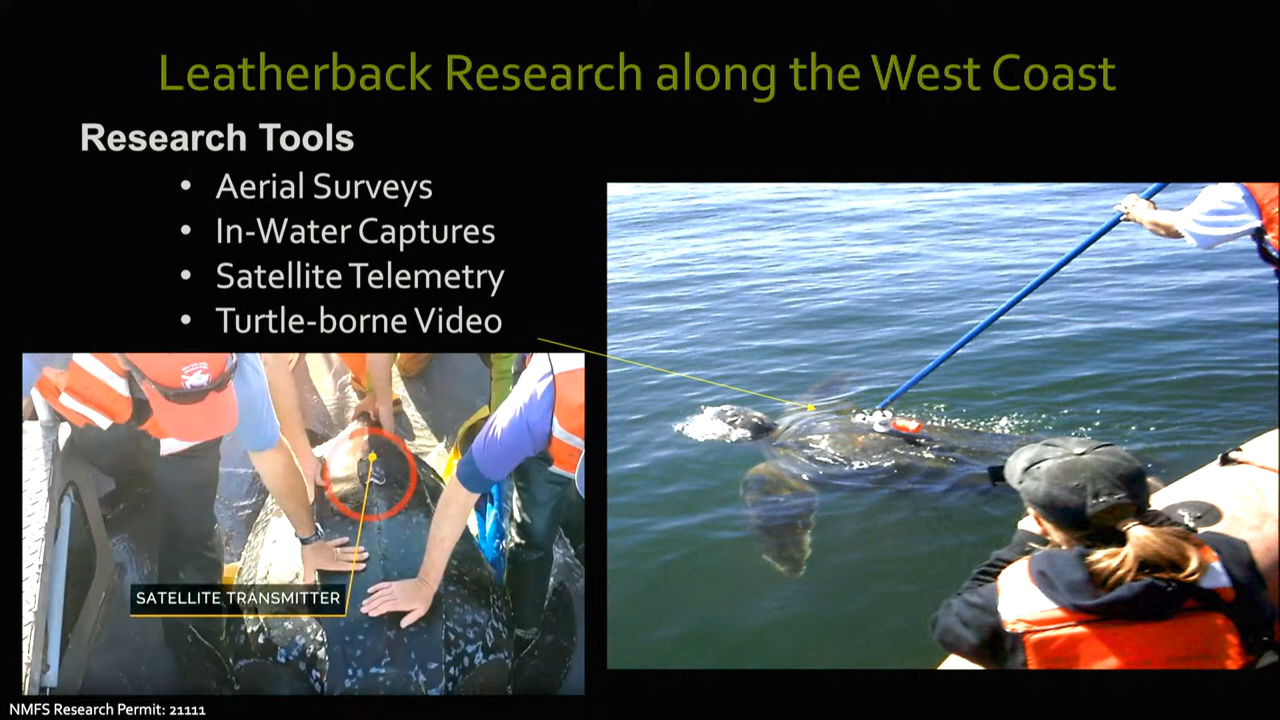 Leatherback Research along the West Coast
Research Tools
• Aerial Surveys
• In-Water Captures
• Satellite Telemetry
• Turtle-borne Video
SATELLITE TRANSMITTER
NMFS Research Permit: 21111